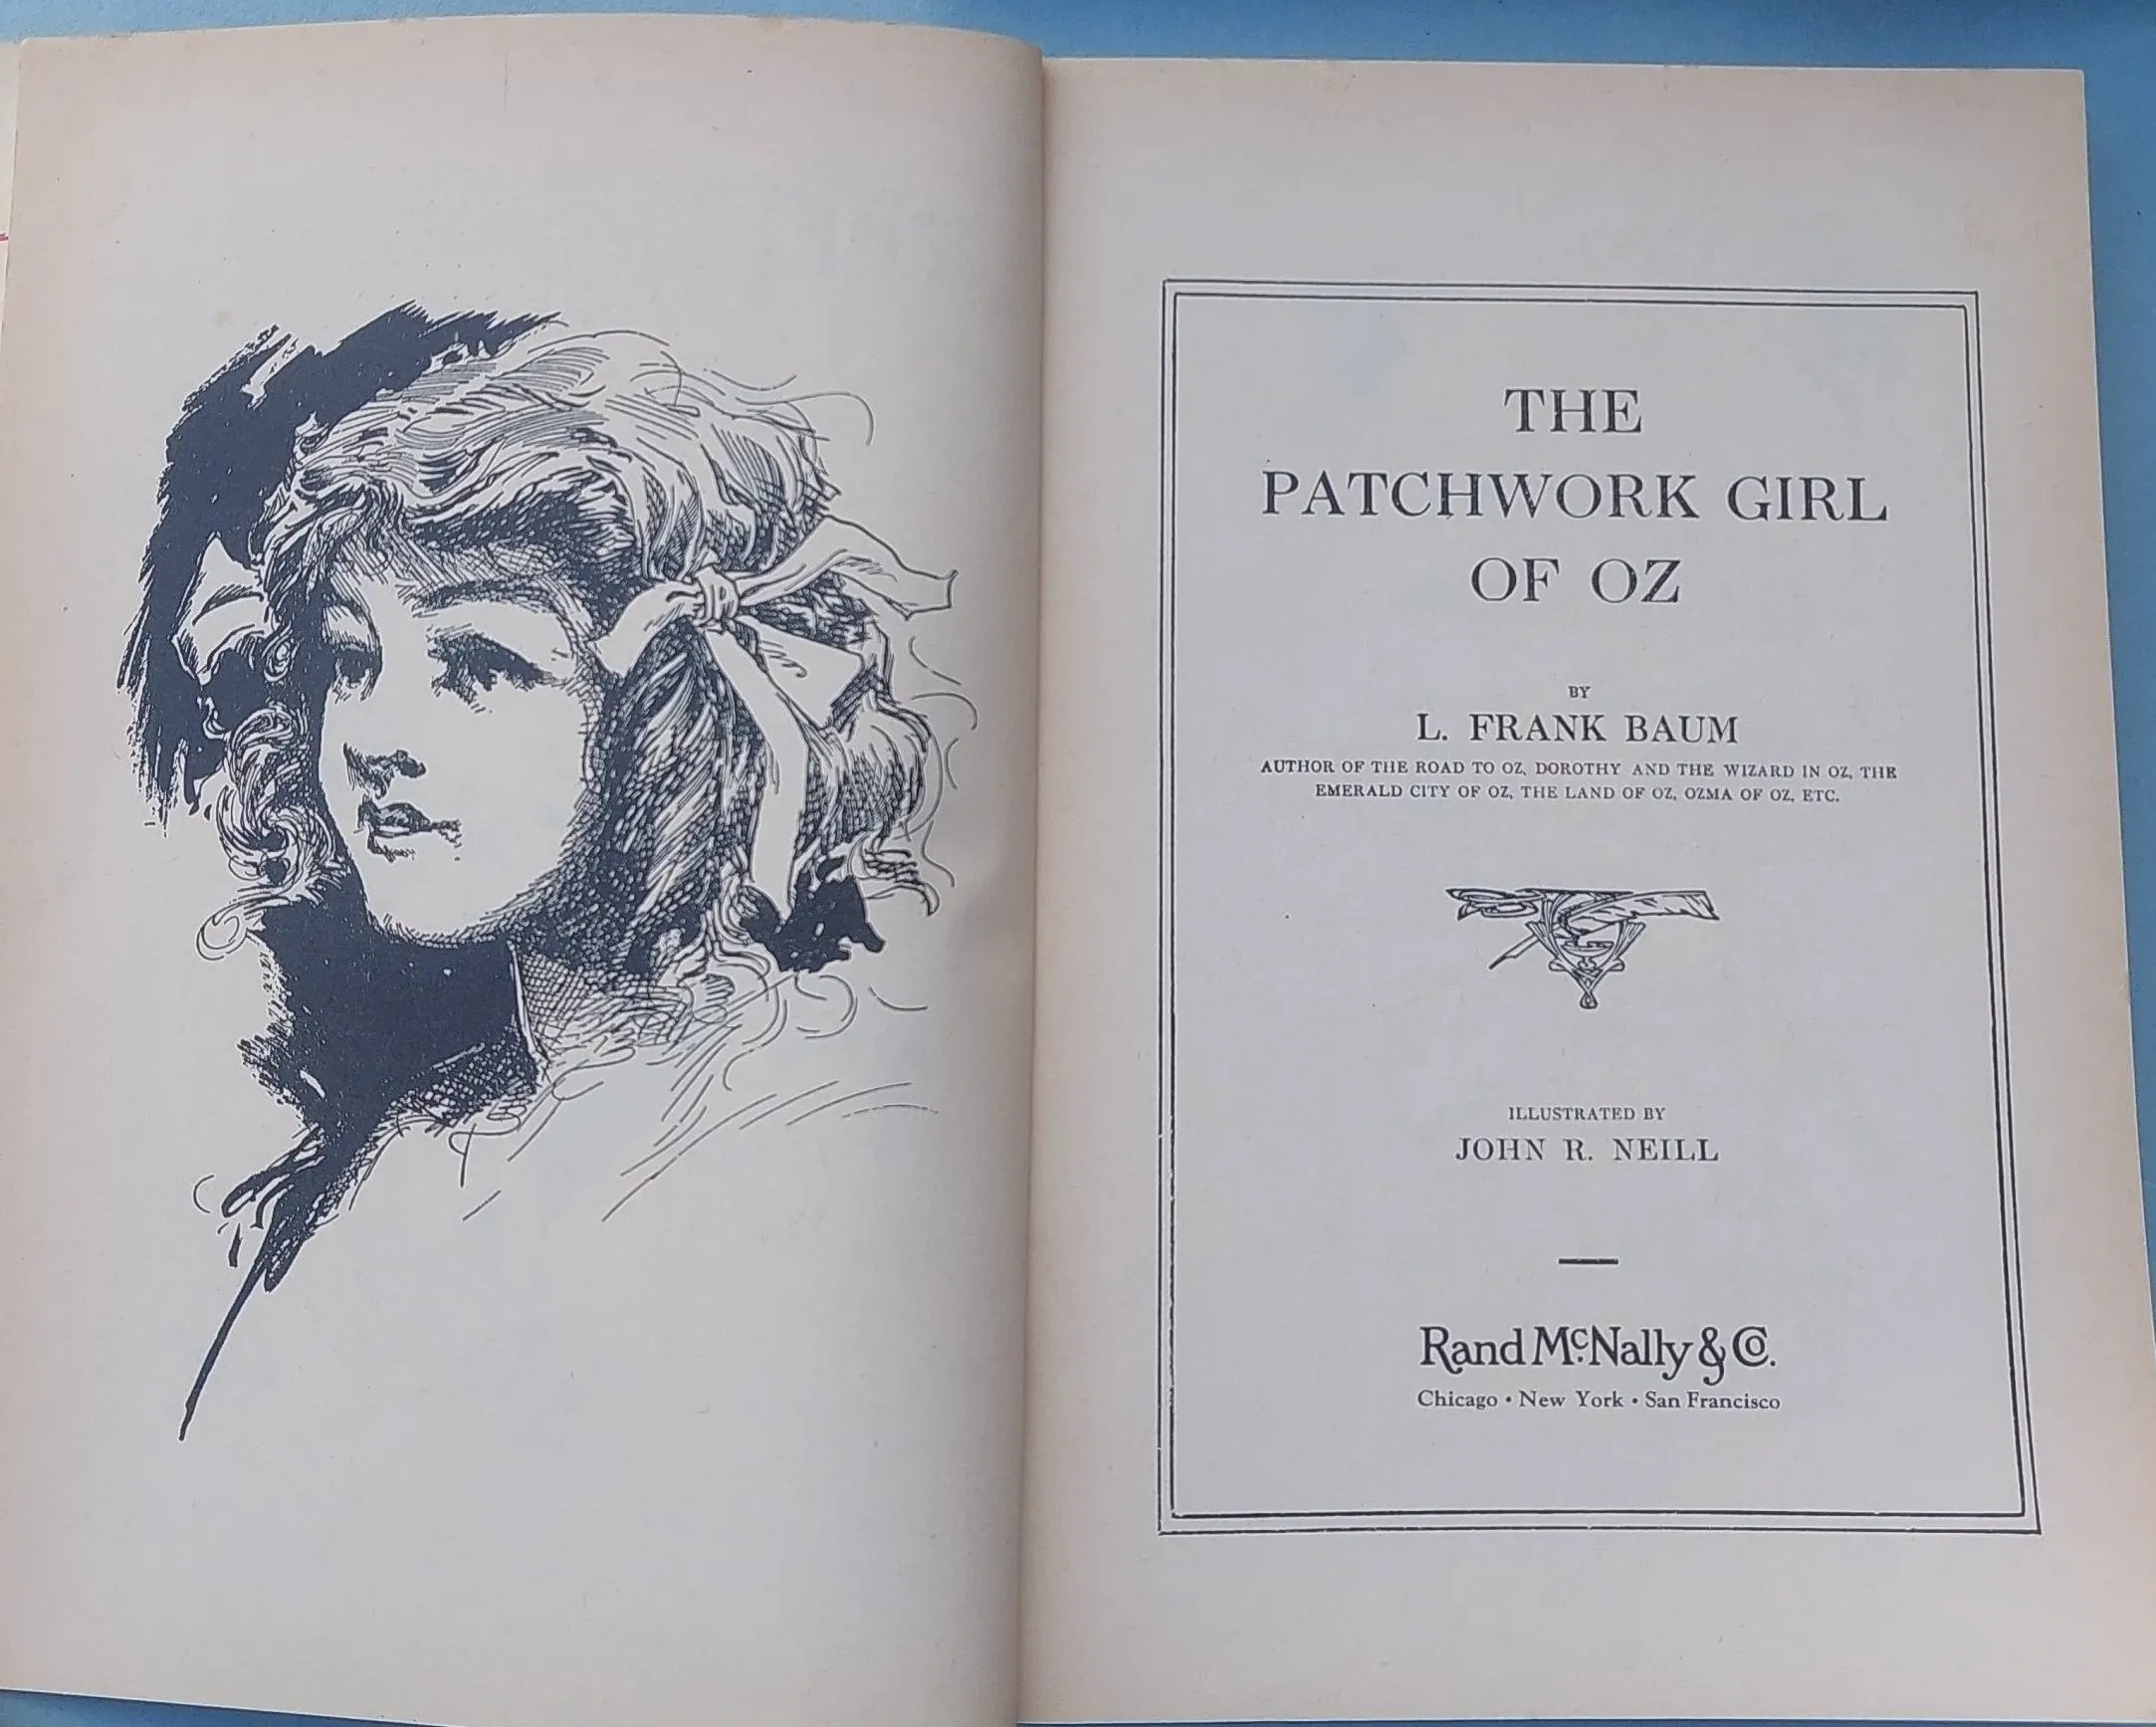 THE
PATCHWORK GIRL
OF OZ
BY
L. FRANK BAUM
AUTHOR OF THE ROAD TO OZ, DOROTHY AND THE WIZARD IN OZ, THE
EMERALD CITY OF OZ, THE LAND OF OZ, OZMA OF OZ, ETC.
ILLUSTRATED BY
JOHN R. NEILL
Rand McNally & Co.
Chicago • New York • San Francisco